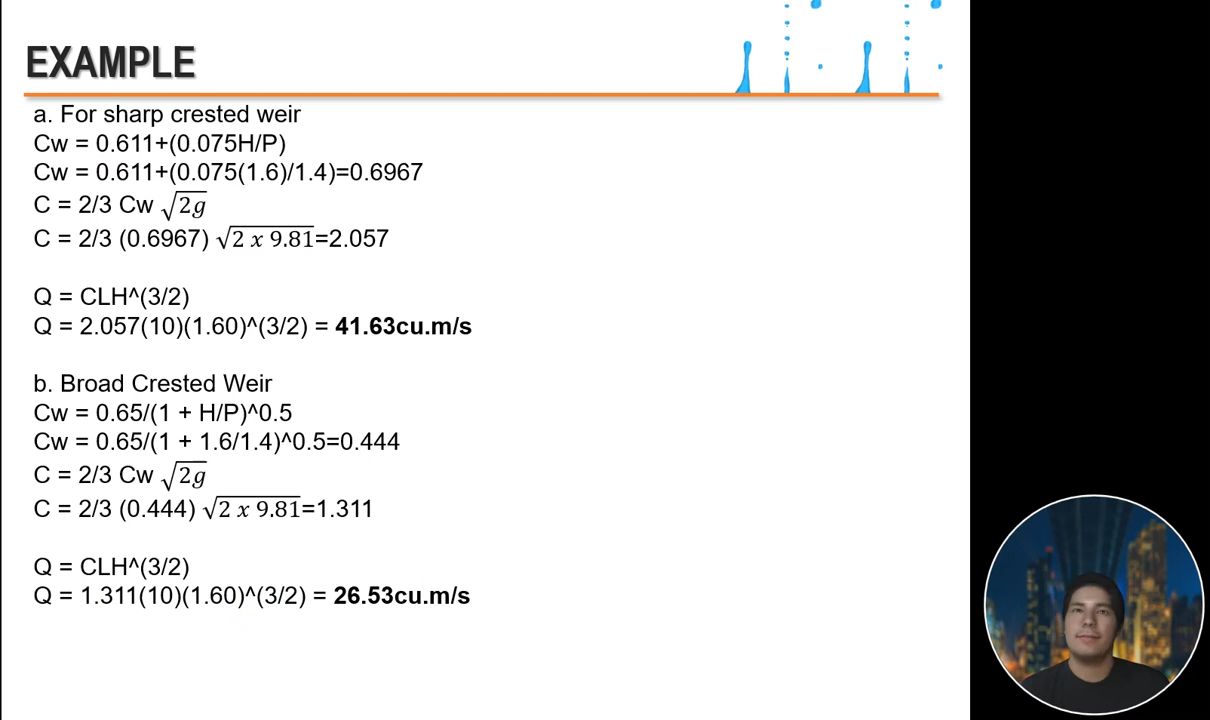 EXAMPLE
a. For sharp crested weir
Cw = 0.611+(0.075H/P)
Cw = 0.611+(0.075(1.6)/1.4)=0.6967
C = 2/3 Cw √2g
C = 2/3 (0.6967) √2 x 9.81=2.057
Q = CLH^(3/2)
Q = 2.057(10)(1.60)^(3/2) = 41.63cu.m/s
b. Broad Crested Weir
Cw = 0.65/(1 + H/P)^0.5
Cw = 0.65/(1 + 1.6/1.4)^0.5=0.444
C = 2/3 Cw √2g
C = 2/3 (0.444) √2 x 9.81=1.311
Q = CLH^(3/2)
Q = 1.311(10)(1.60)^(3/2) = 26.53cu.m/s